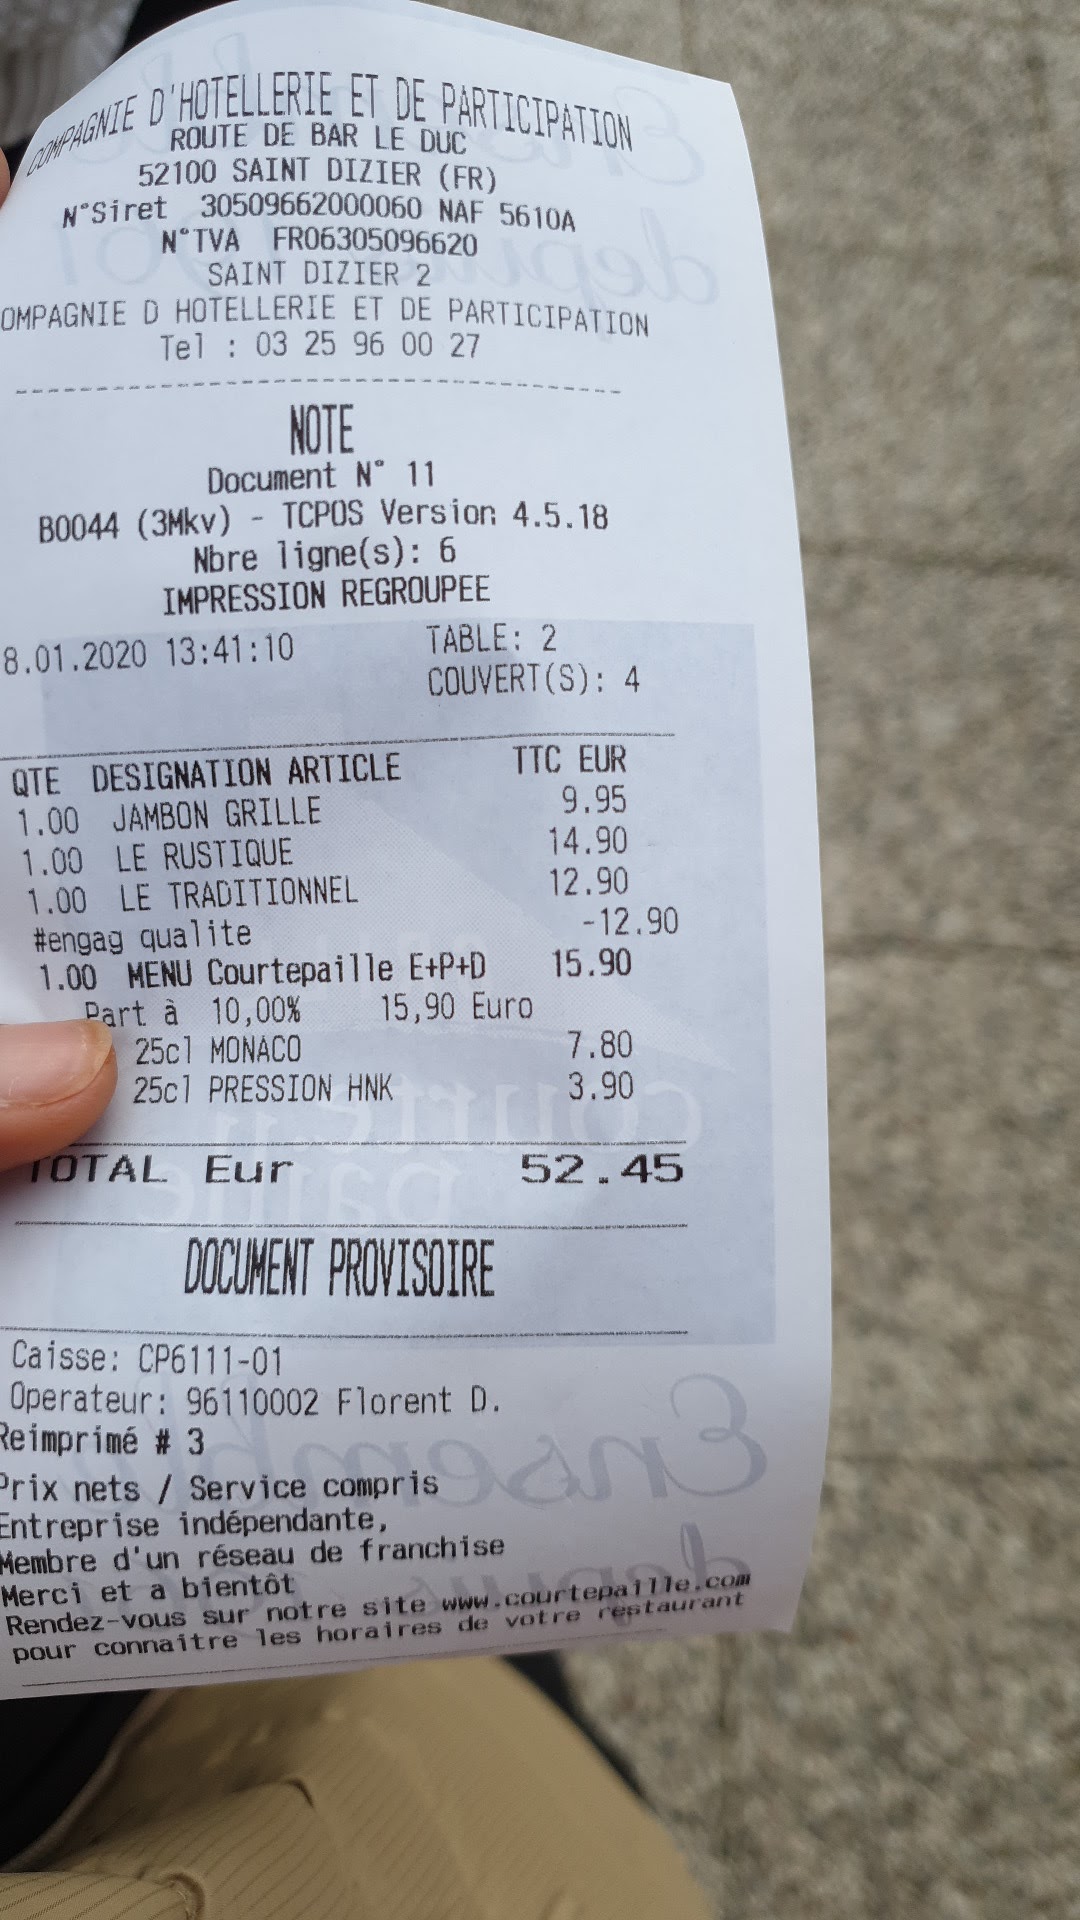 COMPAGNIE D'HOTELLERIE ET DE PARTICIPATION
ROUTE DE BAR LE DUC
52100 SAINT DIZIER (FR)
N°Siret 30509662000060 NAF 5610A
N°TVA FR06305096620
SAINT DIZIER 2
OMPAGNIE D HOTELLERIE ET DE PARTICIPATION
Tel : 03 25 96 00 27
NOTE
Document N° 11
B0044 (3Mkv) - TCPOS Version 4.5.18
Nbre ligne(s): 6
IMPRESSION REGROUPEE
8.01.2020 13:41:10 TABLE: 2
COUVERT(S): 4
QTE DESIGNATION ARTICLE TTC EUR
1.00 JAMBON GRILLE 9.95
1.00 LE RUSTIQUE 14.90
1.00 LE TRADITIONNEL 12.90
#engag qualite -12.90
1.00 MENU Courtepaille E+P+D 15.90
Part à 10,00% 15,90 Euro
25cl MONACO 7.80
25cl PRESSION HNK 3.90
TOTAL Eur 52.45
DOCUMENT PROVISOIRE
Caisse: CP6111-01
Operateur: 96110002 Florent D.
Reimprimé # 3
Prix nets / Service compris
Entreprise indépendante,
Membre d'un réseau de franchise
Merci et a bientôt
Rendez-vous sur notre site www.courtepaille.com
pour connaître les horaires de votre restaurant